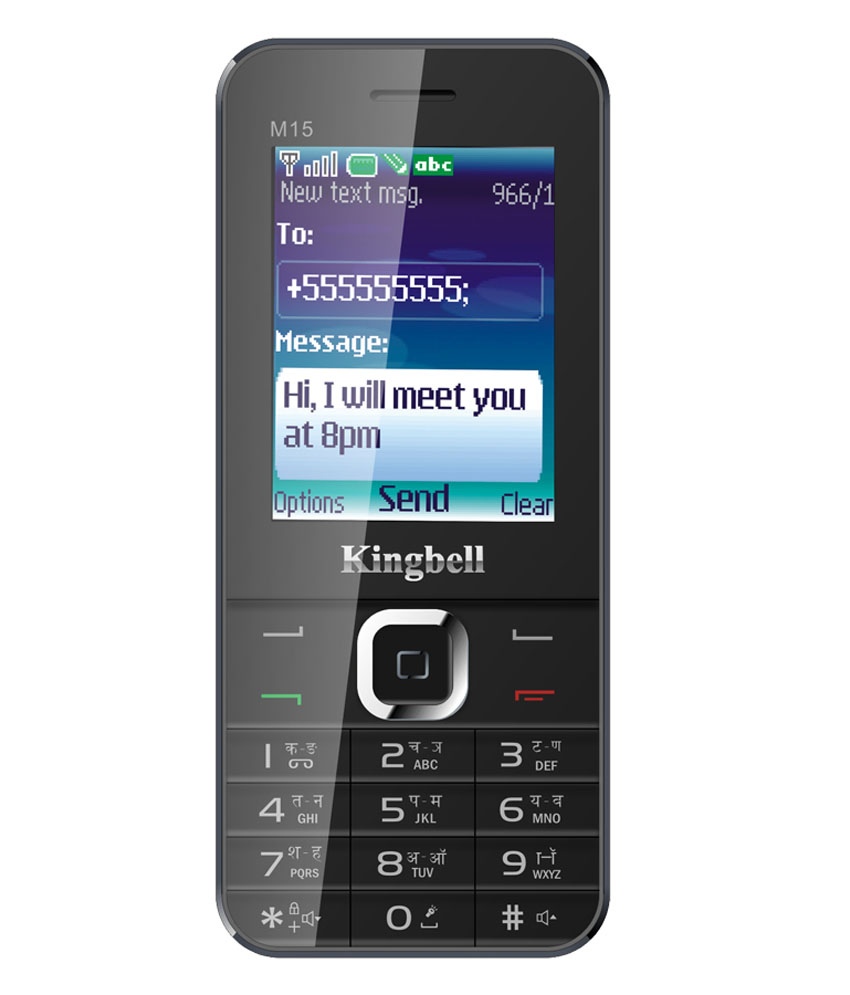 M15
abc
New text msg. 966/1
To:
+555555555;
Message:
Hi, I will meet you
at 8pm
Options Send Clear
Kingbell
1 क-ङ 2 च-ञ ABC 3 ट-ण DEF
4 त-न GHI 5 प-म JKL 6 य-व MNO
7 श-ह PQRS 8 अ-ऑ TUV 9 WXYZ
* + 0 #